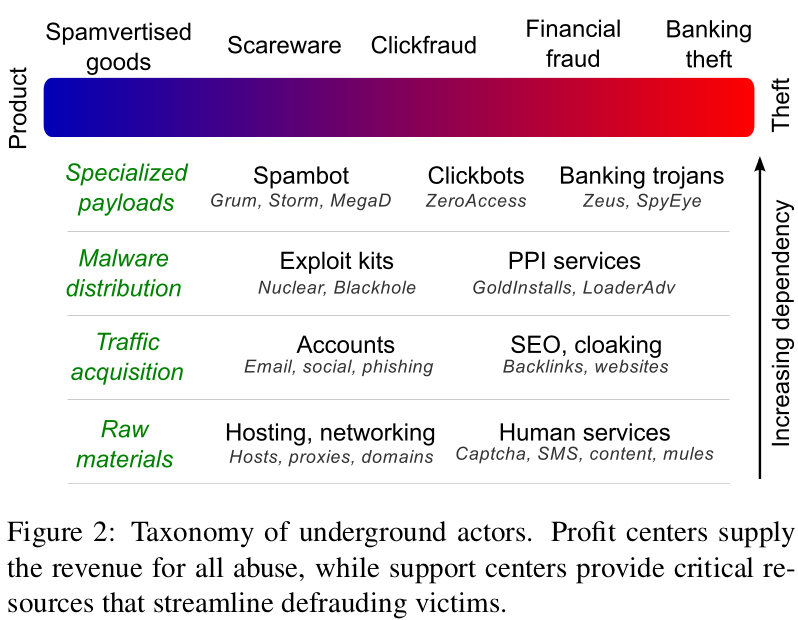 Spamvertised goods
Scareware
Clickfraud
Financial fraud
Banking theft
Product
Theft
Specialized payloads
Spambot
Grum, Storm, MegaD
Clickbots
ZeroAccess
Banking trojans
Zeus, SpyEye
Malware distribution
Exploit kits
Nuclear, Blackhole
PPI services
GoldInstalls, LoaderAdv
Traffic acquisition
Accounts
Email, social, phishing
SEO, cloaking
Backlinks, websites
Raw materials
Hosting, networking
Hosts, proxies, domains
Human services
Captcha, SMS, content, mules
Increasing dependency
Figure 2: Taxonomy of underground actors. Profit centers supply
the revenue for all abuse, while support centers provide critical re-
sources that streamline defrauding victims.